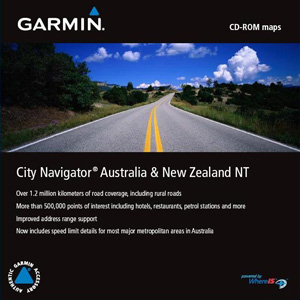 GARMIN.
CD-ROM maps
City Navigator® Australia & New Zealand NT
Over 1.2 million kilometers of road coverage, including rural roads
More than 500,000 points of interest including hotels, restaurants, petrol stations and more
Improved address range support
Now includes speed limit details for most major metropolitan areas in Australia
AUTHENTIC GARMIN ACCESSORY
powered by
WhereiS